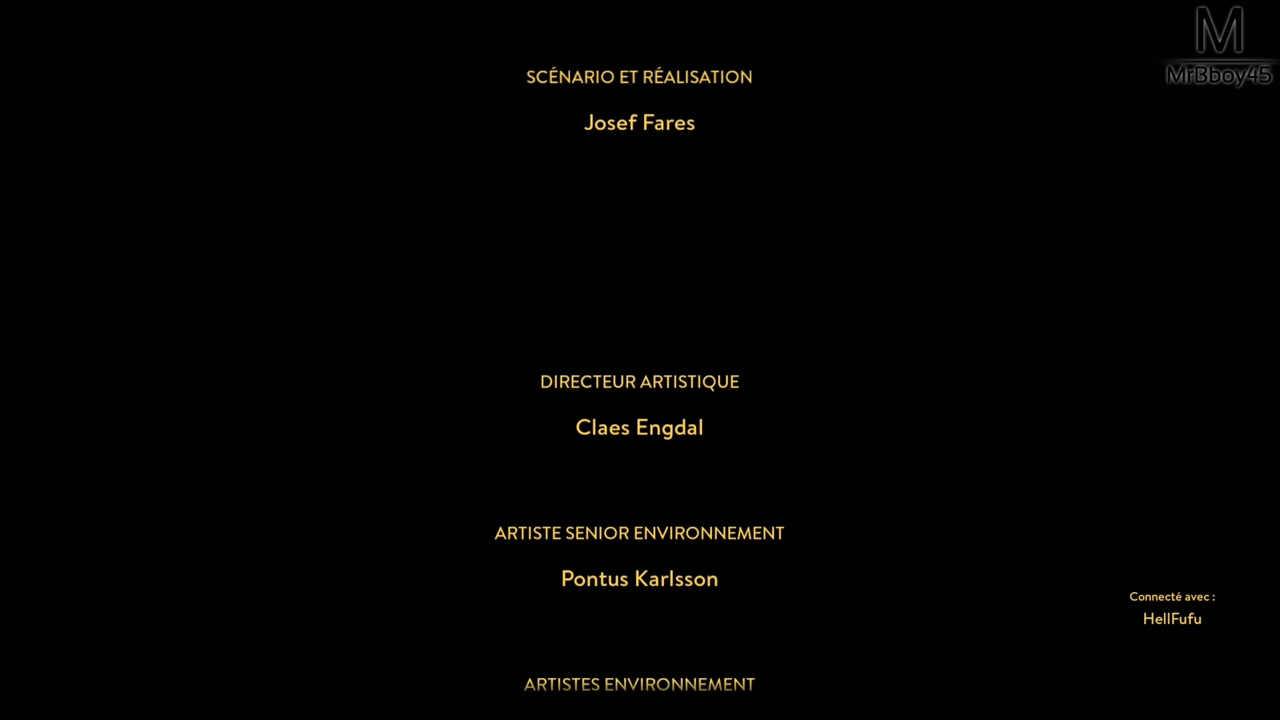 M
MrBboy45
SCÉNARIO ET RÉALISATION
Josef Fares
DIRECTEUR ARTISTIQUE
Claes Engdal
ARTISTE SENIOR ENVIRONNEMENT
Pontus Karlsson
Connecté avec :
HellFufu
ARTISTES ENVIRONNEMENT